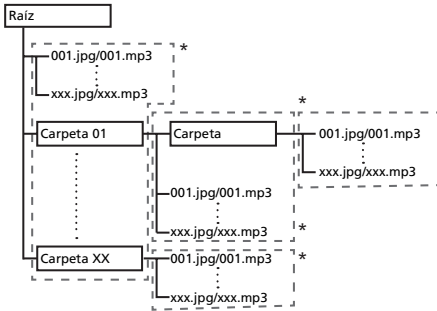 Raíz
001.jpg/001.mp3
*
xxx.jpg/xxx.mp3
*
Carpeta 01
Carpeta
001.jpg/001.mp3
xxx.jpg/xxx.mp3
001.jpg/001.mp3
xxx.jpg/xxx.mp3
*
Carpeta XX
001.jpg/001.mp3
*
xxx.jpg/xxx.mp3